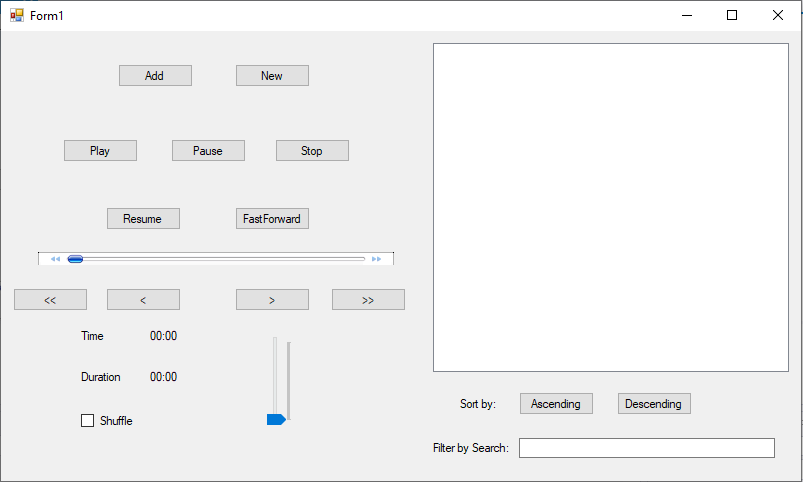 Form1
Add New
Play Pause Stop
Resume FastForward
<< < > >>
Time 00:00
Duration 00:00
Shuffle
Sort by: Ascending Descending
Filter by Search: